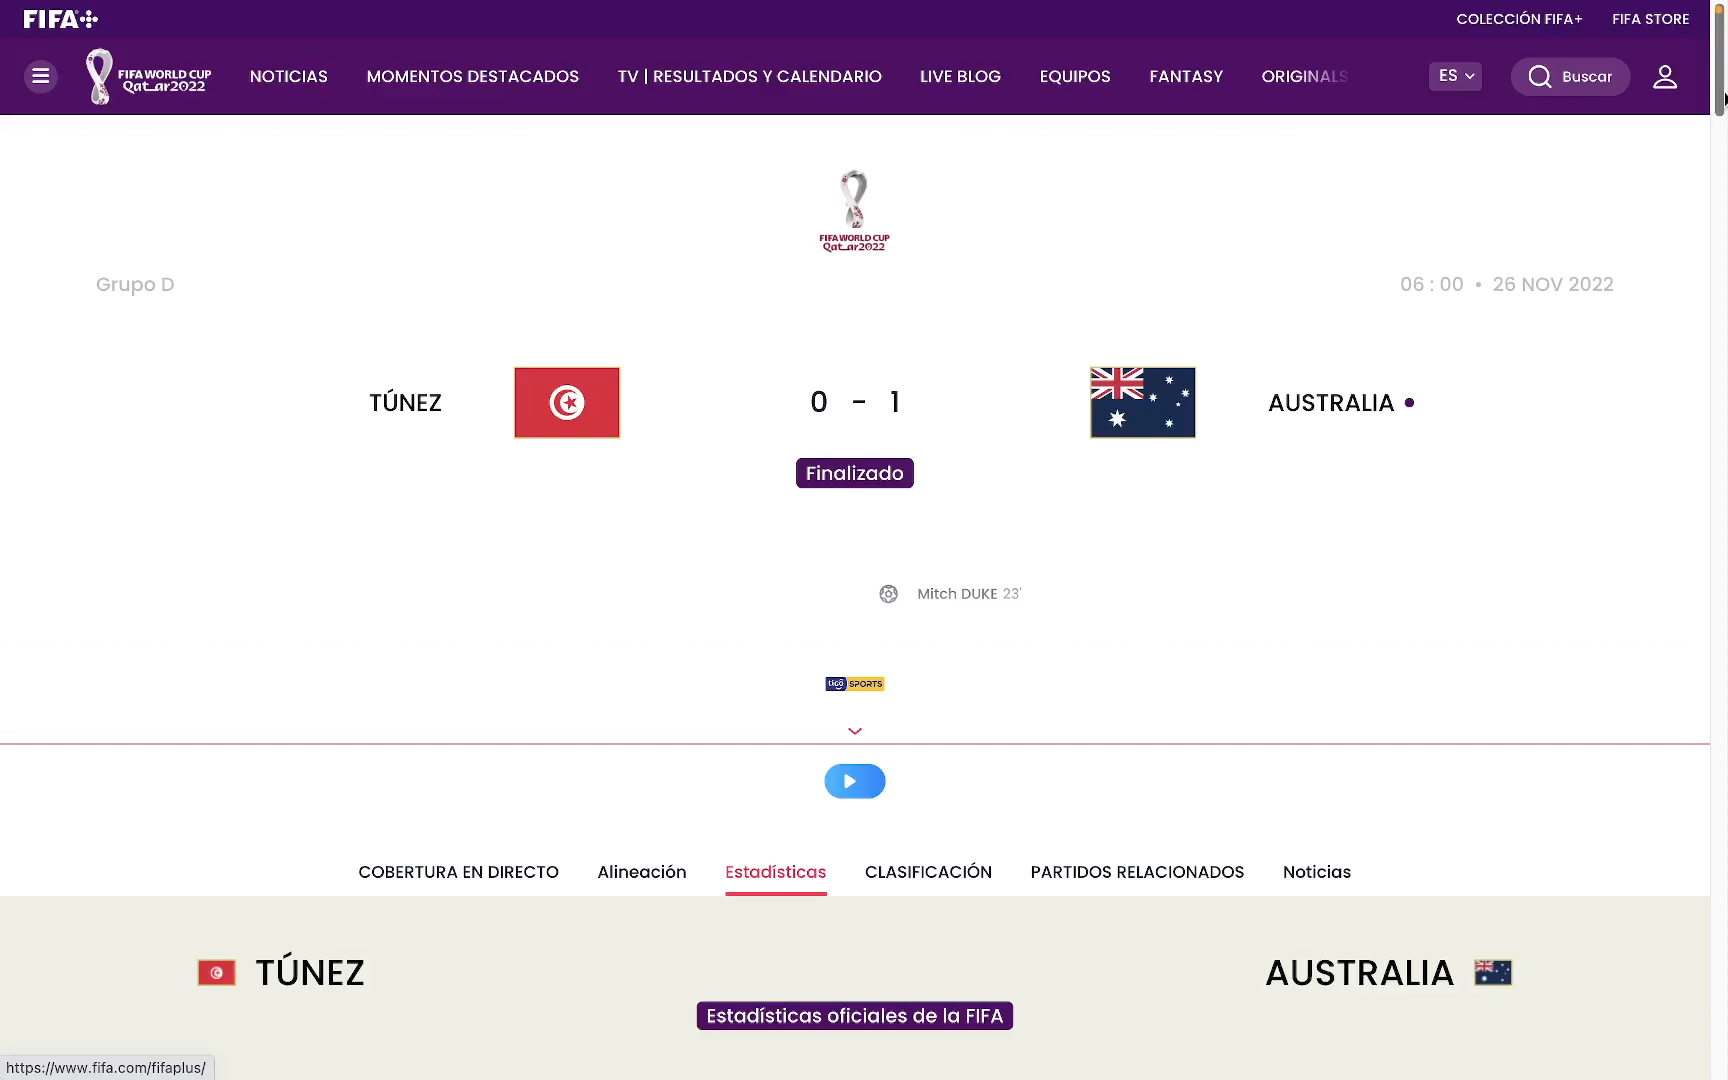 FIFA+
COLECCIÓN FIFA+
FIFA STORE
FIFA WORLD CUP
Qatar2022
NOTICIAS
MOMENTOS DESTACADOS
TV | RESULTADOS Y CALENDARIO
LIVE BLOG
EQUIPOS
FANTASY
ORIGINALS
ES
Buscar
FIFA WORLD CUP
Qatar2022
Grupo D
06 : 00 • 26 NOV 2022
TÚNEZ
0 - 1
AUSTRALIA
Finalizado
Mitch DUKE 23'
tigo SPORTS
COBERTURA EN DIRECTO
Alineación
Estadísticas
CLASIFICACIÓN
PARTIDOS RELACIONADOS
Noticias
TÚNEZ
AUSTRALIA
Estadísticas oficiales de la FIFA
https://www.fifa.com/fifaplus/